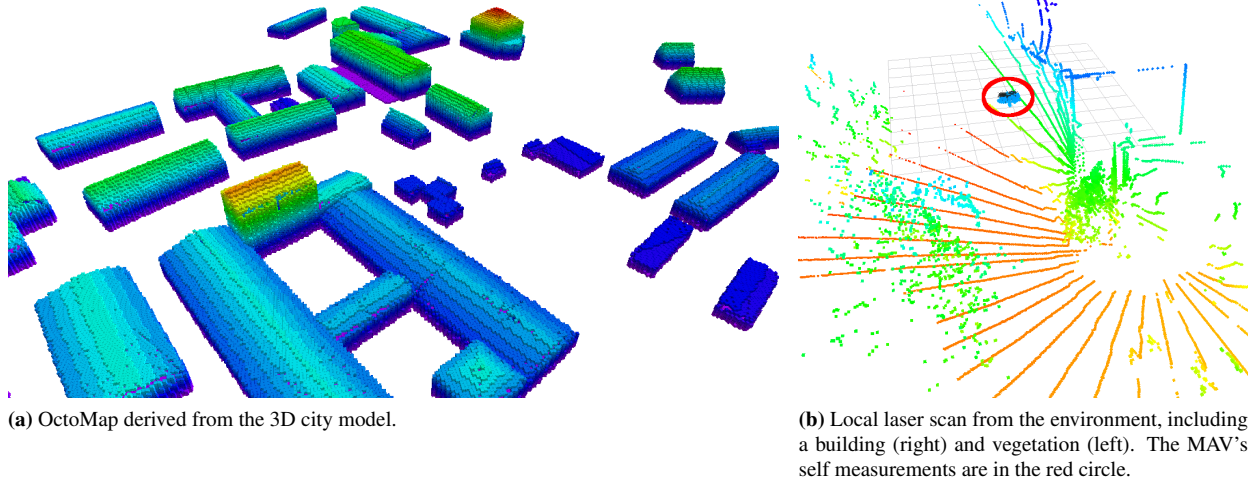 (a) OctoMap derived from the 3D city model.
(b) Local laser scan from the environment, including
a building (right) and vegetation (left). The MAV's
self measurements are in the red circle.